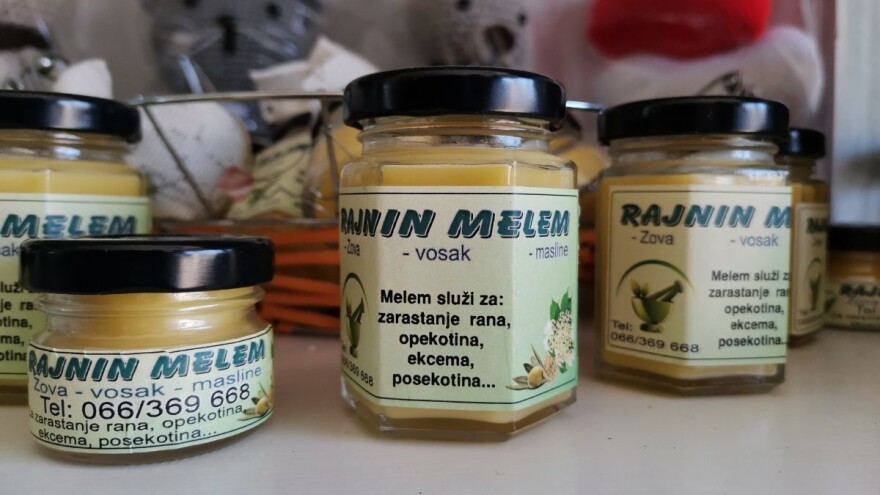 NIN MELEM
vosak
RAJNIN MELEM
Zova - vosak - masline
Tel: 066/369 668
zarastanje rana, opekotina,
ekcema, posekotina...
RAJNIN MELEM
- Zova - vosak - masline
Melem služi za:
zarastanje rana,
opekotina,
ekcema,
posekotina...
066/369 668
RAJNIN M
- Zova - vosak
Melem služi z
zarastanje rana
opekotina,
ekcema,
posekotina..
Tel:
066/369 668